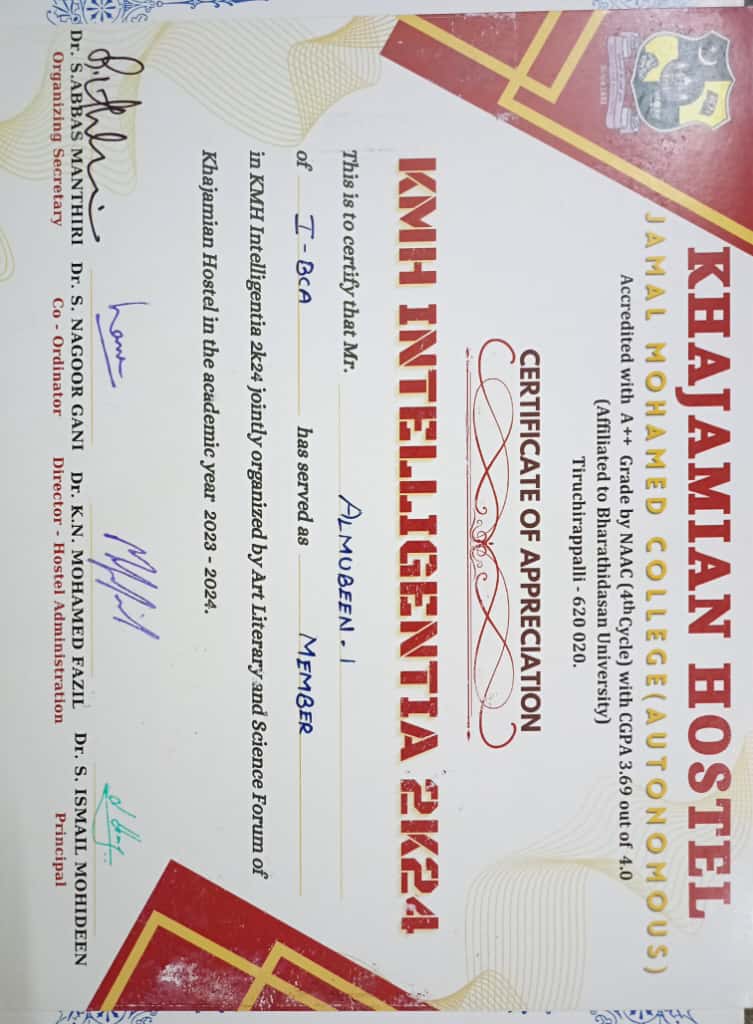 KHAJAMIAN HOSTEL
JAMAL MOHAMED COLLEGE(AUTONOMOUS)
Accredited with A++ Grade by NAAC (4th Cycle) with CGPA 3.69 out of 4.0
(Affiliated to Bharathidasan University)
Tiruchirappalli - 620 020.
CERTIFICATE OF APPRECIATION
KMH INTELLIGENTIA 2K24
This is to certify that Mr. ALMUBEEN. I
of I - BCA has served as MEMBER
in KMH Intelligentia 2k24 jointly organized by Art Literary and Science Forum of
Khajamian Hostel in the academic year 2023 - 2024.
Dr. S.ABBAS MANTHIRI Dr. S. NAGOOR GANI Dr. K.N. MOHAMED FAZIL Dr. S. ISMAIL MOHIDEEN
Organizing Secretary Co - Ordinator Director - Hostel Administration Principal